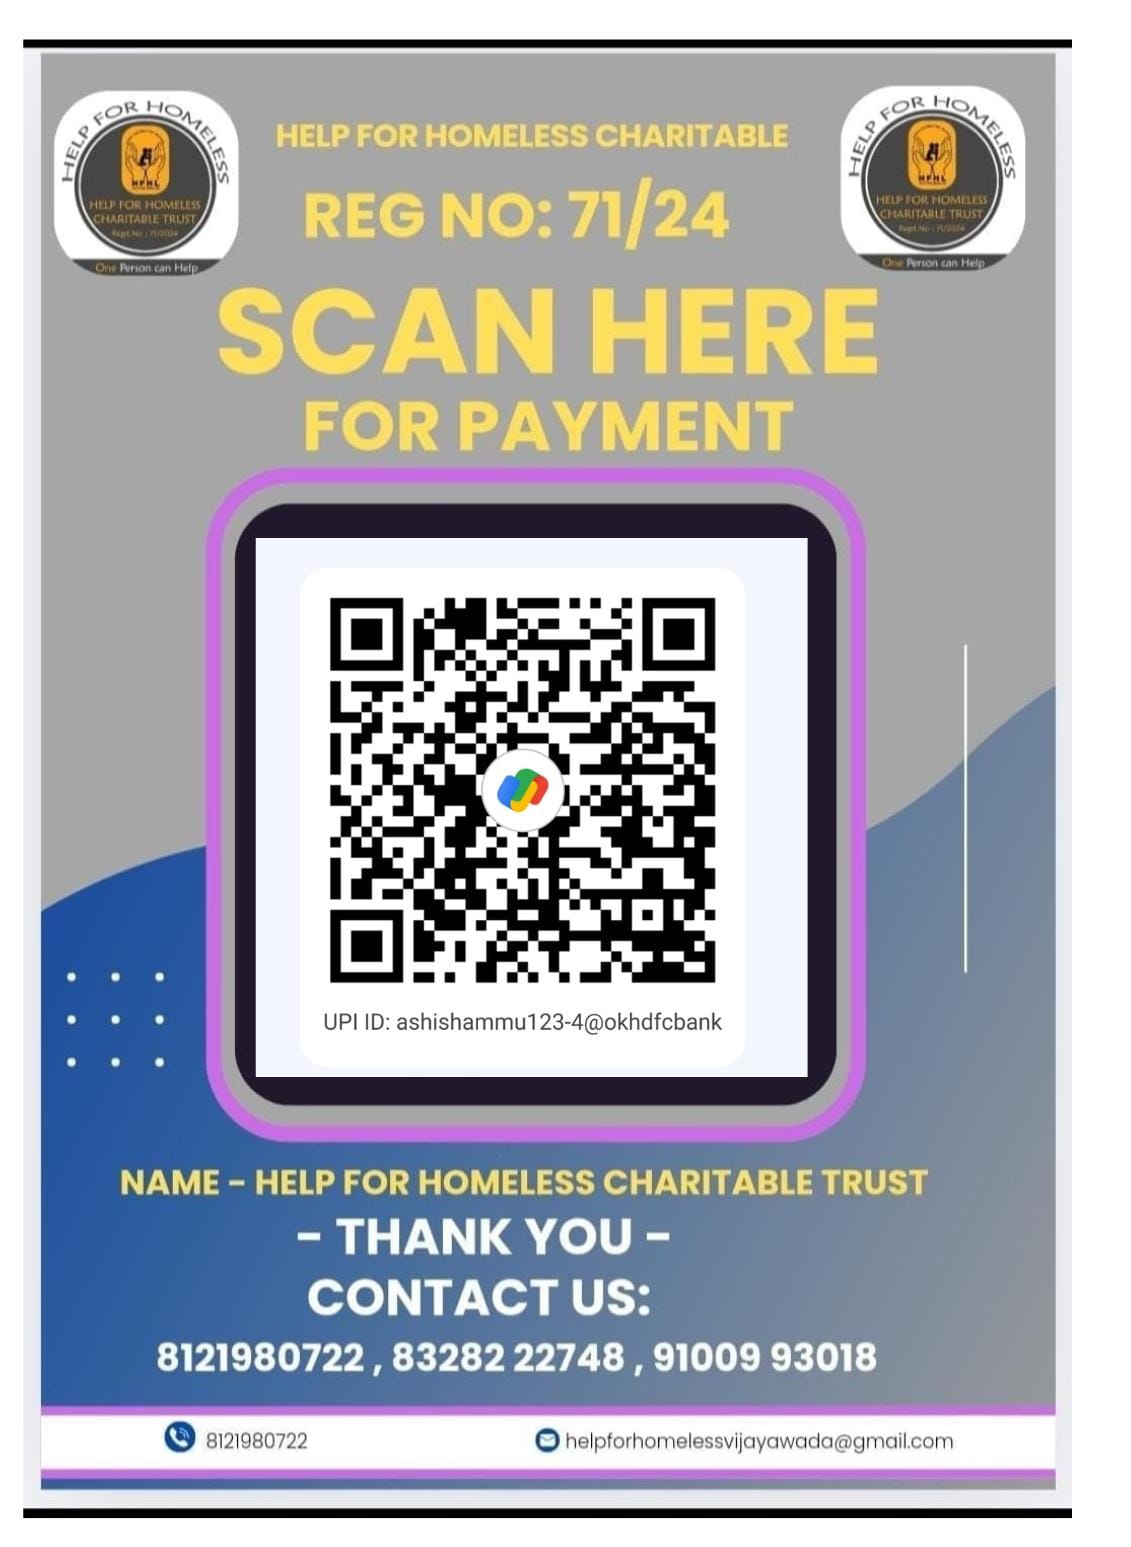 HELP FOR HOMELESS
HFHL
HELP FOR HOMELESS
CHARITABLE TRUST
Regd.No : 71/2024
One Person can Help
HELP FOR HOMELESS CHARITABLE
REG NO: 71/24
HELP FOR HOMELESS
HFHL
HELP FOR HOMELESS
CHARITABLE TRUST
Regd.No : 71/2024
One Person can Help
SCAN HERE
FOR PAYMENT
UPI ID: ashishammu123-4@okhdfcbank
NAME - HELP FOR HOMELESS CHARITABLE TRUST
- THANK YOU -
CONTACT US:
8121980722 , 83282 22748 , 91009 93018
8121980722
helpforhomelessvijayawada@gmail.com